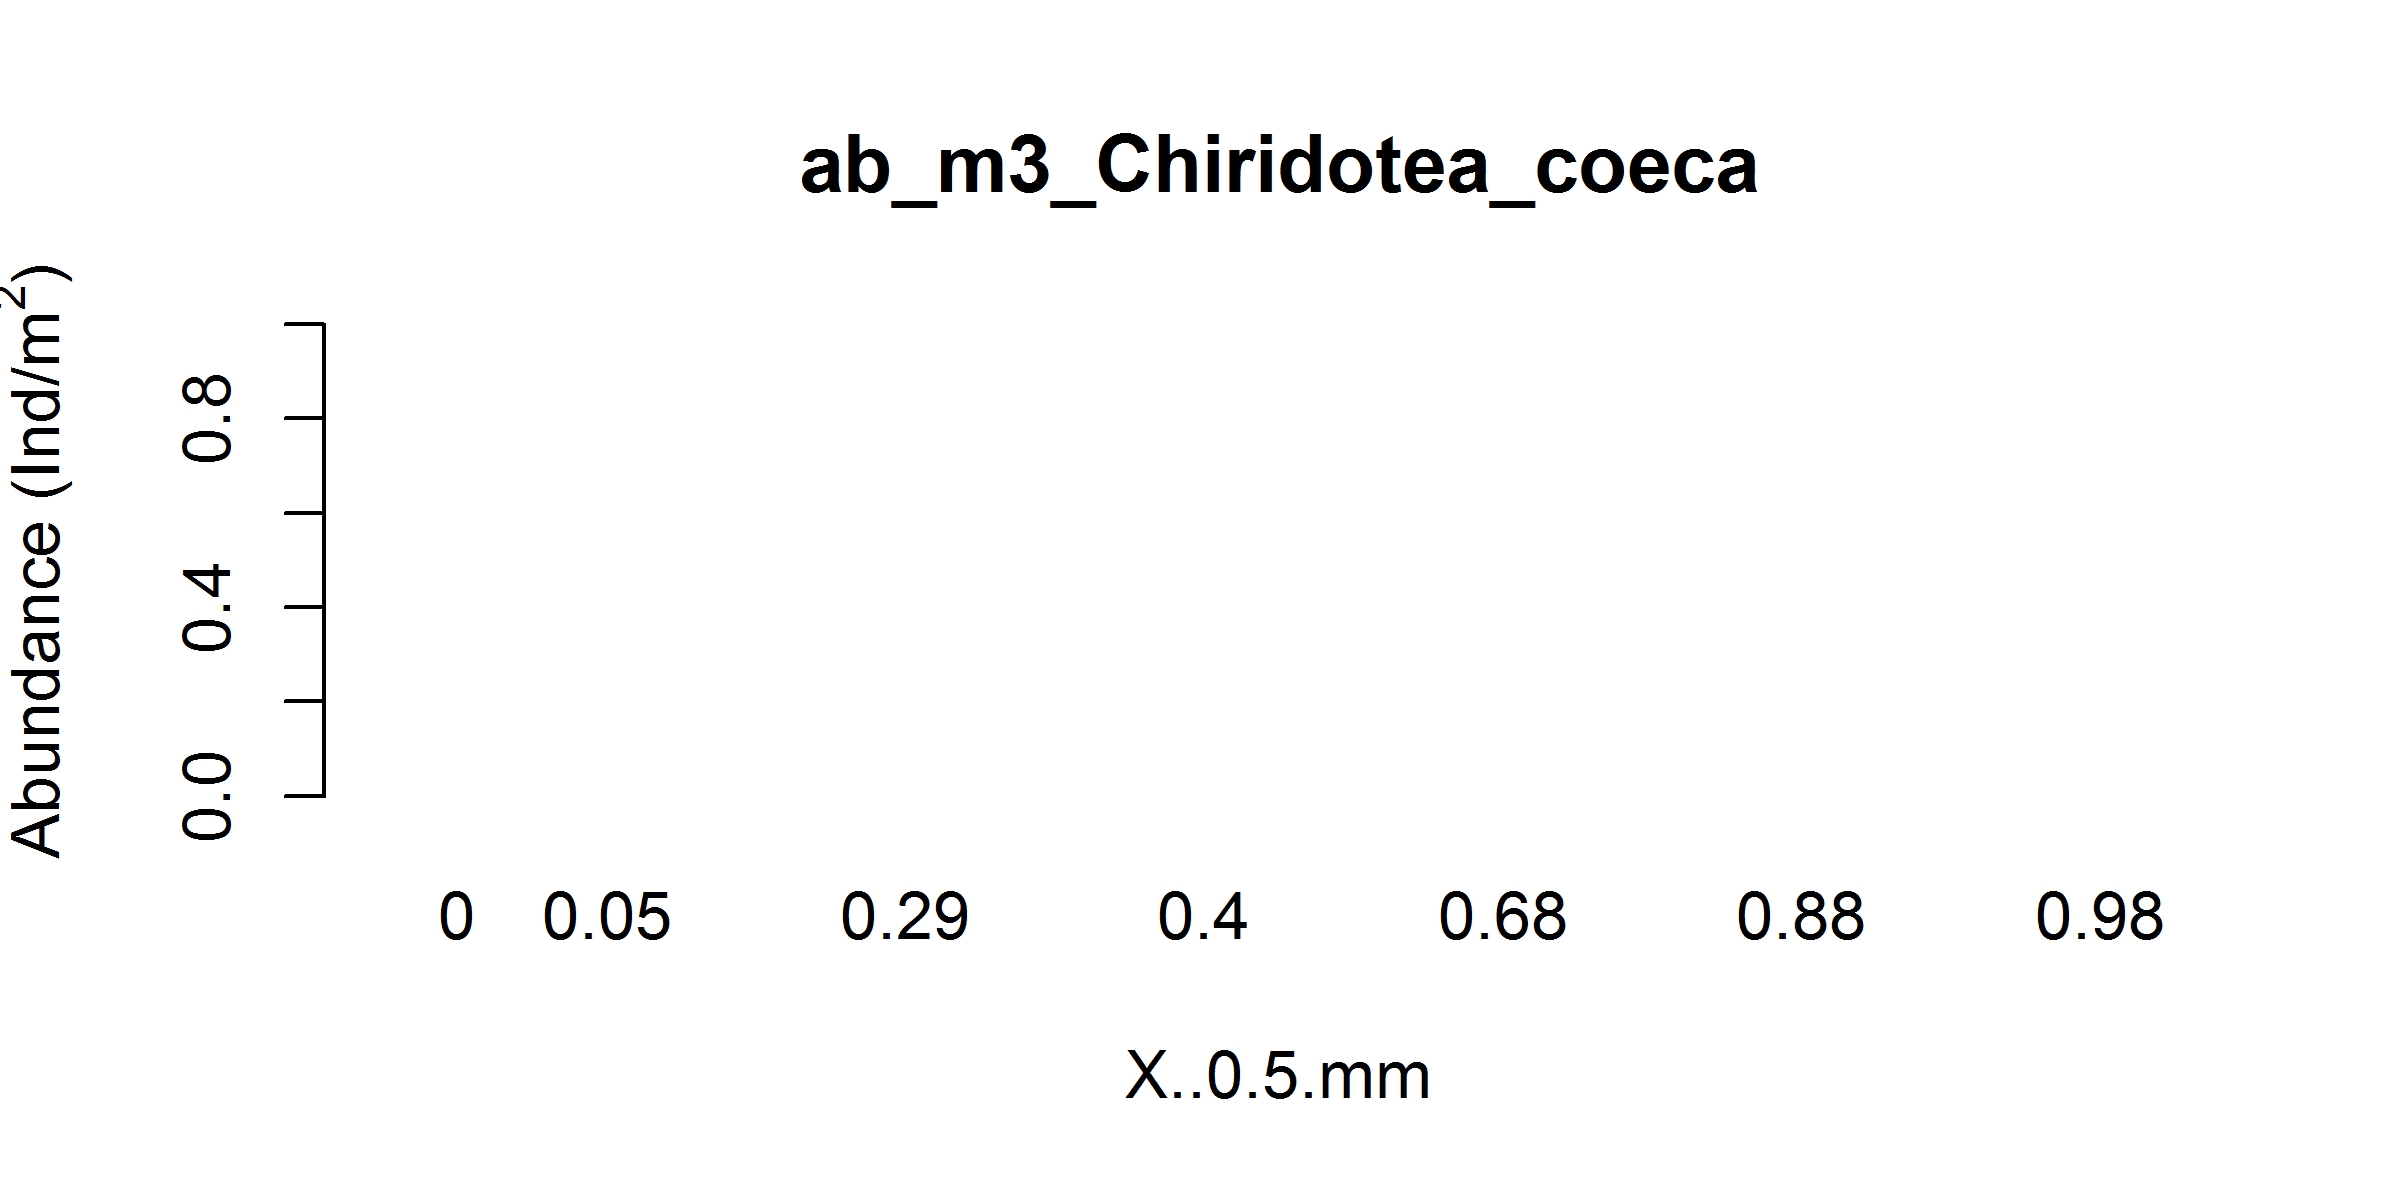 ab_m3_Chiridotea_coeca
Abundance (Ind/m²)
0.8
0.4
0.0
0 0.05 0.29 0.4 0.68 0.88 0.98
X..0.5.mm